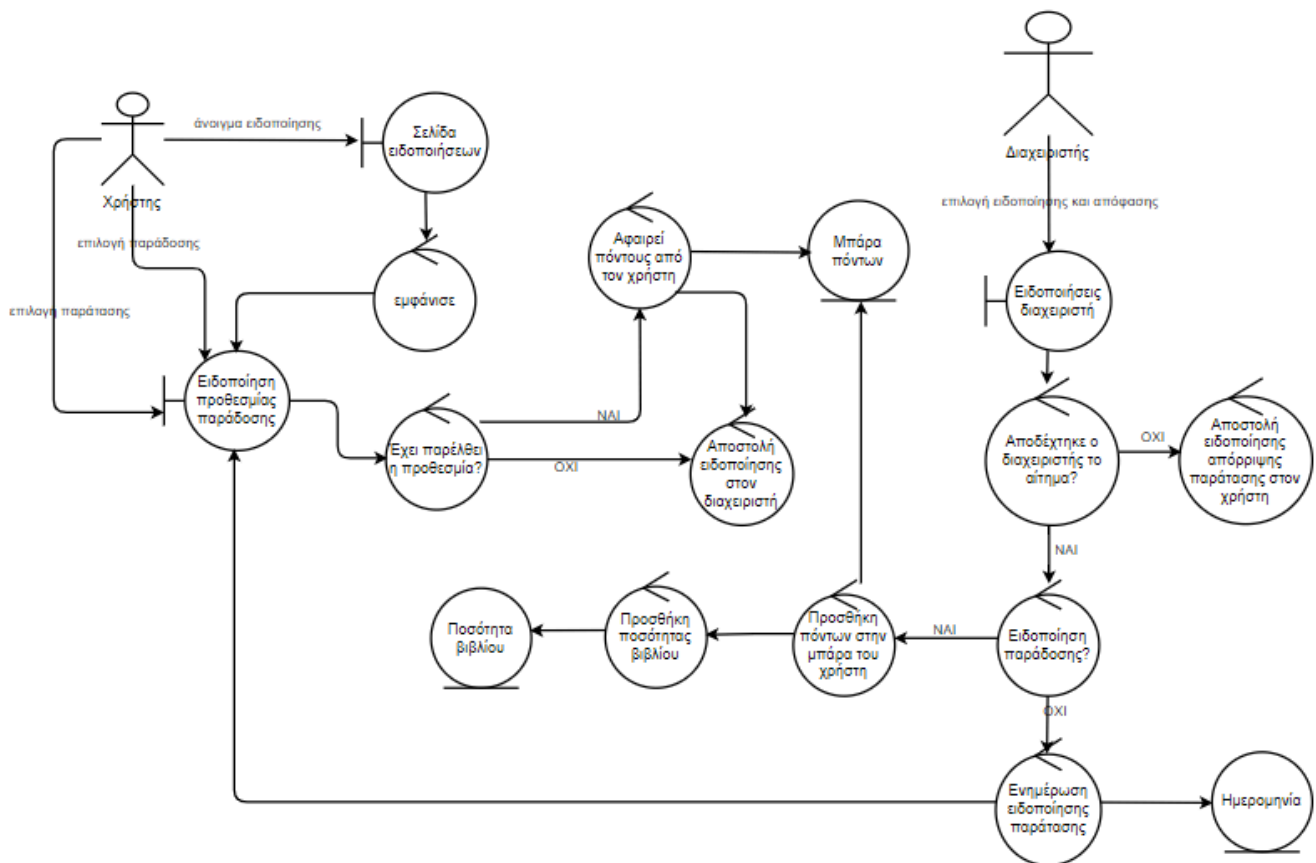 άνοιγμα ειδοποίησης
Σελίδα
ειδοποιήσεων
Χρήστης
Διαχειριστής
επιλογή ειδοποίησης και απόφασης
επιλογή παράδοσης
Αφαιρεί
πόντους από
τον χρήστη
Μπάρα
πόντων
εμφάνισε
Ειδοποιήσεις
διαχειριστή
επιλογή παράτασης
Ειδοποίηση
προθεσμίας
παράδοσης
ΝΑΙ
Έχει παρέλθει
η προθεσμία?
ΟΧΙ
Αποστολή
ειδοποίησης
στον
διαχειριστή
Αποδέχτηκε ο
διαχειριστής το
αίτημα?
ΟΧΙ
Αποστολή
ειδοποίησης
απόρριψης
παράτασης στον
χρήστη
ΝΑΙ
Ποσότητα
βιβλίου
Προσθήκη
ποσότητας
βιβλίου
Προσθήκη
πόντων στην
μπάρα του
χρήστη
ΝΑΙ
Ειδοποίηση
παράδοσης?
ΟΧΙ
Ενημέρωση
ειδοποίησης
παράτασης
Ημερομηνία